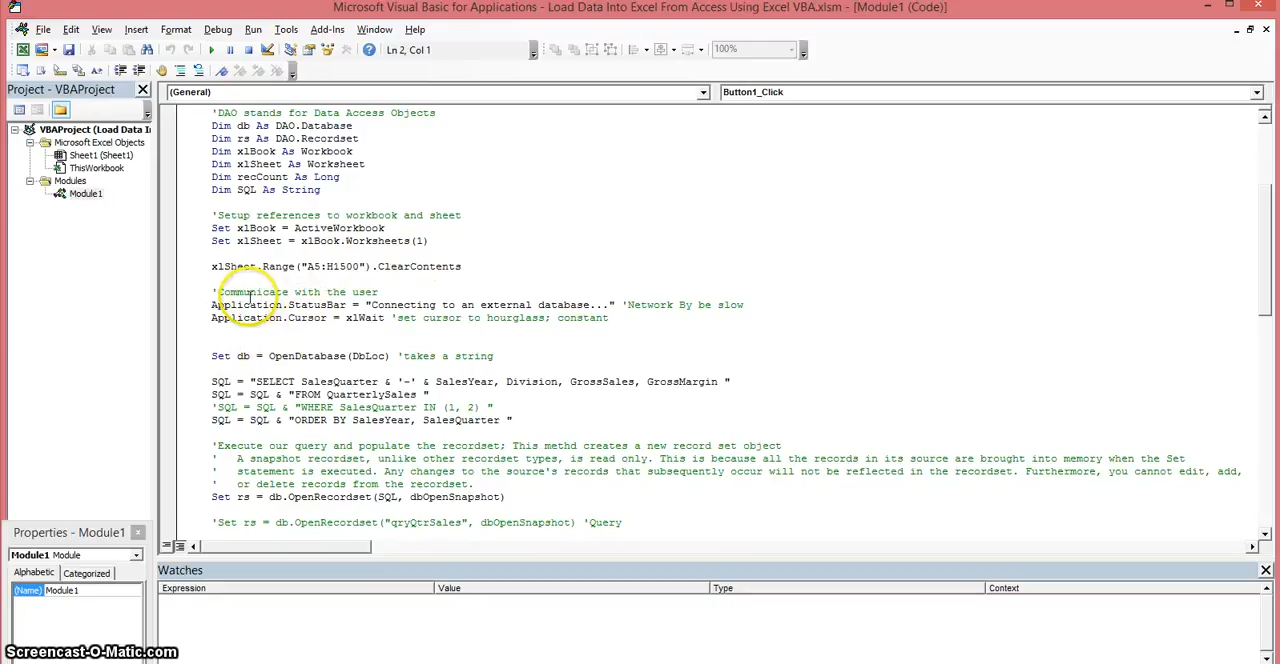 Microsoft Visual Basic for Applications - Load Data Into Excel From Access Using Excel VBA.xlsm - [Module1 (Code)]
File Edit View Insert Format Debug Run Tools Add-Ins Window Help
Ln 2, Col 1
100%
Project - VBAProject
(General)
Button1_Click
VBAProject (Load Data I
Microsoft Excel Objects
Sheet1 (Sheet1)
ThisWorkbook
Modules
Module1
'DAO stands for Data Access Objects
Dim db As DAO.Database
Dim rs As DAO.Recordset
Dim xlBook As Workbook
Dim xlSheet As Worksheet
Dim recCount As Long
Dim SQL As String
'Setup references to workbook and sheet
Set xlBook = ActiveWorkbook
Set xlSheet = xlBook.Worksheets(1)
xlSheet.Range("A5:H1500").ClearContents
'Communicate with the user
Application.StatusBar = "Connecting to an external database..." 'Network By be slow
Application.Cursor = xlWait 'set cursor to hourglass; constant
Set db = OpenDatabase(DbLoc) 'takes a string
SQL = "SELECT SalesQuarter & '-' & SalesYear, Division, GrossSales, GrossMargin "
SQL = SQL & "FROM QuarterlySales "
'SQL = SQL & "WHERE SalesQuarter IN (1, 2) "
SQL = SQL & "ORDER BY SalesYear, SalesQuarter "
'Execute our query and populate the recordset; This methd creates a new record set object
' A snapshot recordset, unlike other recordset types, is read only. This is because all the records in its source are brought into memory when the Set
' statement is executed. Any changes to the source's records that subsequently occur will not be reflected in the recordset. Furthermore, you cannot edit, add,
' or delete records from the recordset.
Set rs = db.OpenRecordset(SQL, dbOpenSnapshot)
'Set rs = db.OpenRecordset("qryQtrSales", dbOpenSnapshot) 'Query
Properties - Module1
Module1 Module
Alphabetic Categorized
(Name) Module1
Watches
Expression Value Type Context
Screencast-O-Matic.com